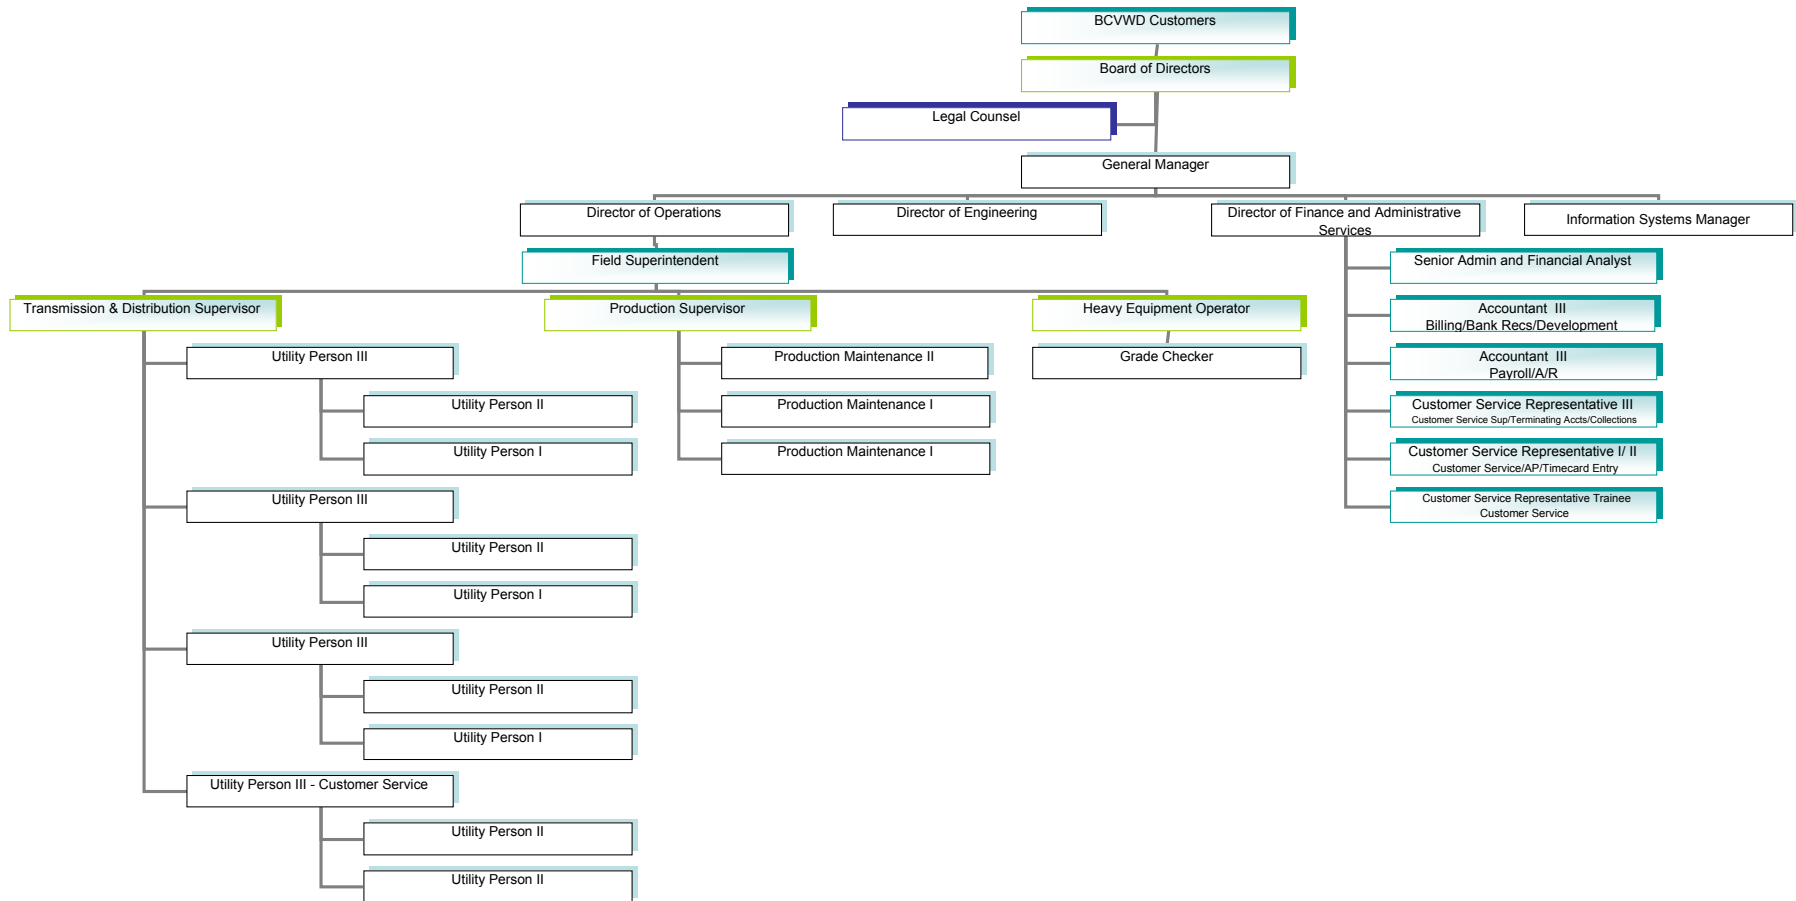 BCVWD Customers
Board of Directors
Legal Counsel
General Manager
Director of Operations
Director of Engineering
Director of Finance and Administrative
Services
Information Systems Manager
Field Superintendent
Senior Admin and Financial Analyst
Transmission & Distribution Supervisor
Production Supervisor
Heavy Equipment Operator
Accountant III
Billing/Bank Recs/Development
Utility Person III
Production Maintenance II
Grade Checker
Accountant III
Payroll/A/R
Utility Person II
Production Maintenance I
Customer Service Representative III
Customer Service Sup/Terminating Accts/Collections
Utility Person I
Production Maintenance I
Customer Service Representative I/ II
Customer Service/AP/Timecard Entry
Utility Person III
Customer Service Representative Trainee
Customer Service
Utility Person II
Utility Person I
Utility Person III
Utility Person II
Utility Person I
Utility Person III - Customer Service
Utility Person II
Utility Person II